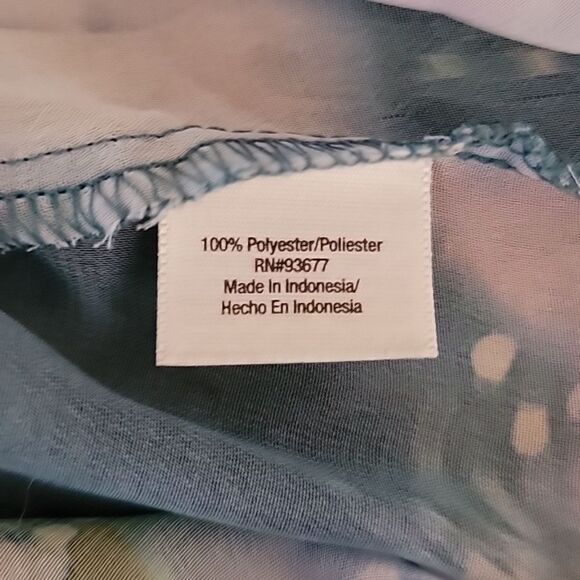 100% Polyester/Poliester
RN#93677
Made In Indonesia/
Hecho En Indonesia